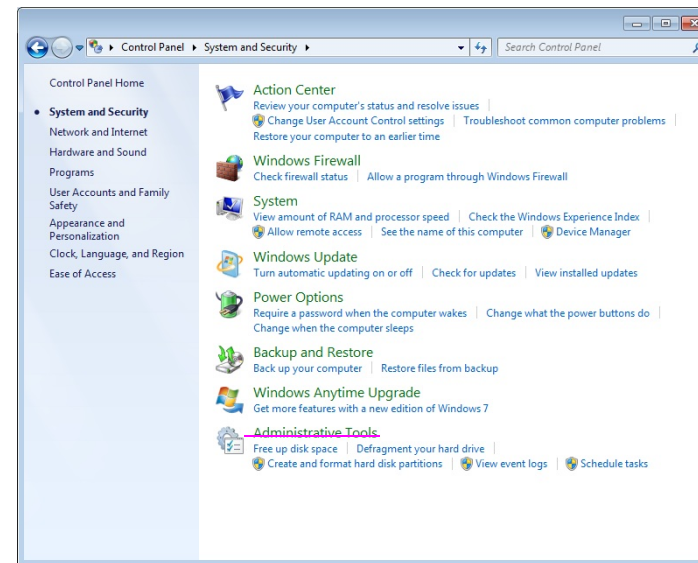 Control Panel System and Security Search Control Panel
Control Panel Home
System and Security
Network and Internet
Hardware and Sound
Programs
User Accounts and Family
Safety
Appearance and
Personalization
Clock, Language, and Region
Ease of Access
Action Center
Review your computer's status and resolve issues
Change User Account Control settings Troubleshoot common computer problems
Restore your computer to an earlier time
Windows Firewall
Check firewall status Allow a program through Windows Firewall
System
View amount of RAM and processor speed Check the Windows Experience Index
Allow remote access See the name of this computer Device Manager
Windows Update
Turn automatic updating on or off Check for updates View installed updates
Power Options
Require a password when the computer wakes Change what the power buttons do
Change when the computer sleeps
Backup and Restore
Back up your computer Restore files from backup
Windows Anytime Upgrade
Get more features with a new edition of Windows 7
Administrative Tools
Free up disk space Defragment your hard drive
Create and format hard disk partitions View event logs Schedule tasks